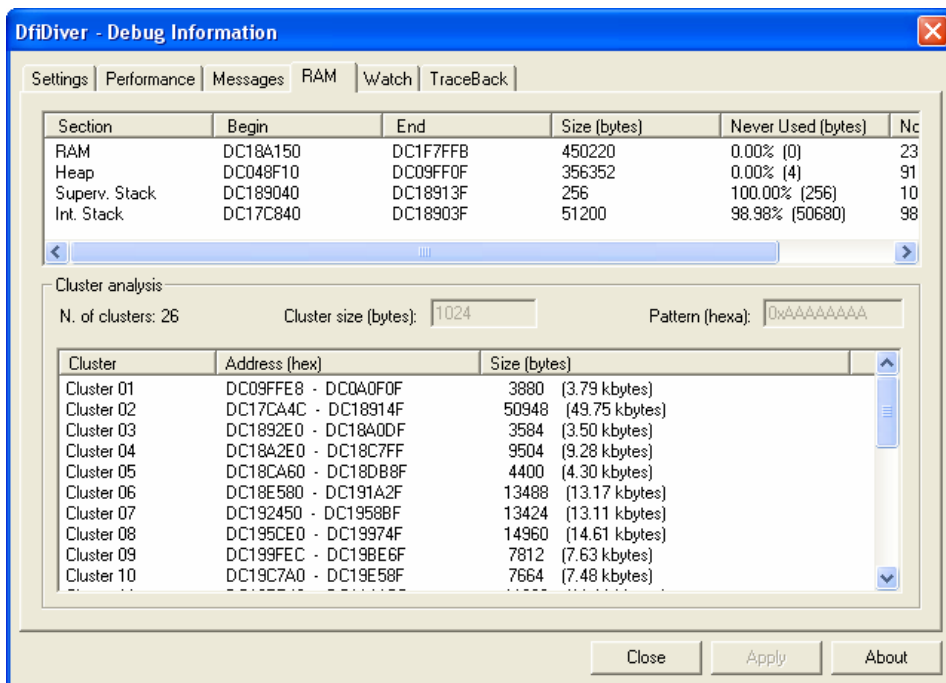 DfiDiver - Debug Information
Settings Performance Messages RAM Watch TraceBack
Section Begin End Size (bytes) Never Used (bytes)
RAM DC18A150 DC1F7FFB 450220 0.00% (0) 23
Heap DC048F10 DC09FF0F 356352 0.00% (4) 91
Superv. Stack DC189040 DC18913F 256 100.00% (256) 10
Int. Stack DC17C840 DC18903F 51200 98.98% (50680) 98
Cluster analysis
N. of clusters: 26 Cluster size (bytes): 1024 Pattern (hexa): 0xAAAAAAAA
Cluster Address (hex) Size (bytes)
Cluster 01 DC09FFE8 - DC0A0F0F 3880 (3.79 kbytes)
Cluster 02 DC17CA4C - DC18914F 50948 (49.75 kbytes)
Cluster 03 DC1892E0 - DC18A0DF 3584 (3.50 kbytes)
Cluster 04 DC18A2E0 - DC18C7FF 9504 (9.28 kbytes)
Cluster 05 DC18CA60 - DC18DB8F 4400 (4.30 kbytes)
Cluster 06 DC18E580 - DC191A2F 13488 (13.17 kbytes)
Cluster 07 DC192450 - DC1958BF 13424 (13.11 kbytes)
Cluster 08 DC195CE0 - DC19974F 14960 (14.61 kbytes)
Cluster 09 DC199FEC - DC19BE6F 7812 (7.63 kbytes)
Cluster 10 DC19C7A0 - DC19E58F 7664 (7.48 kbytes)
Close Apply About